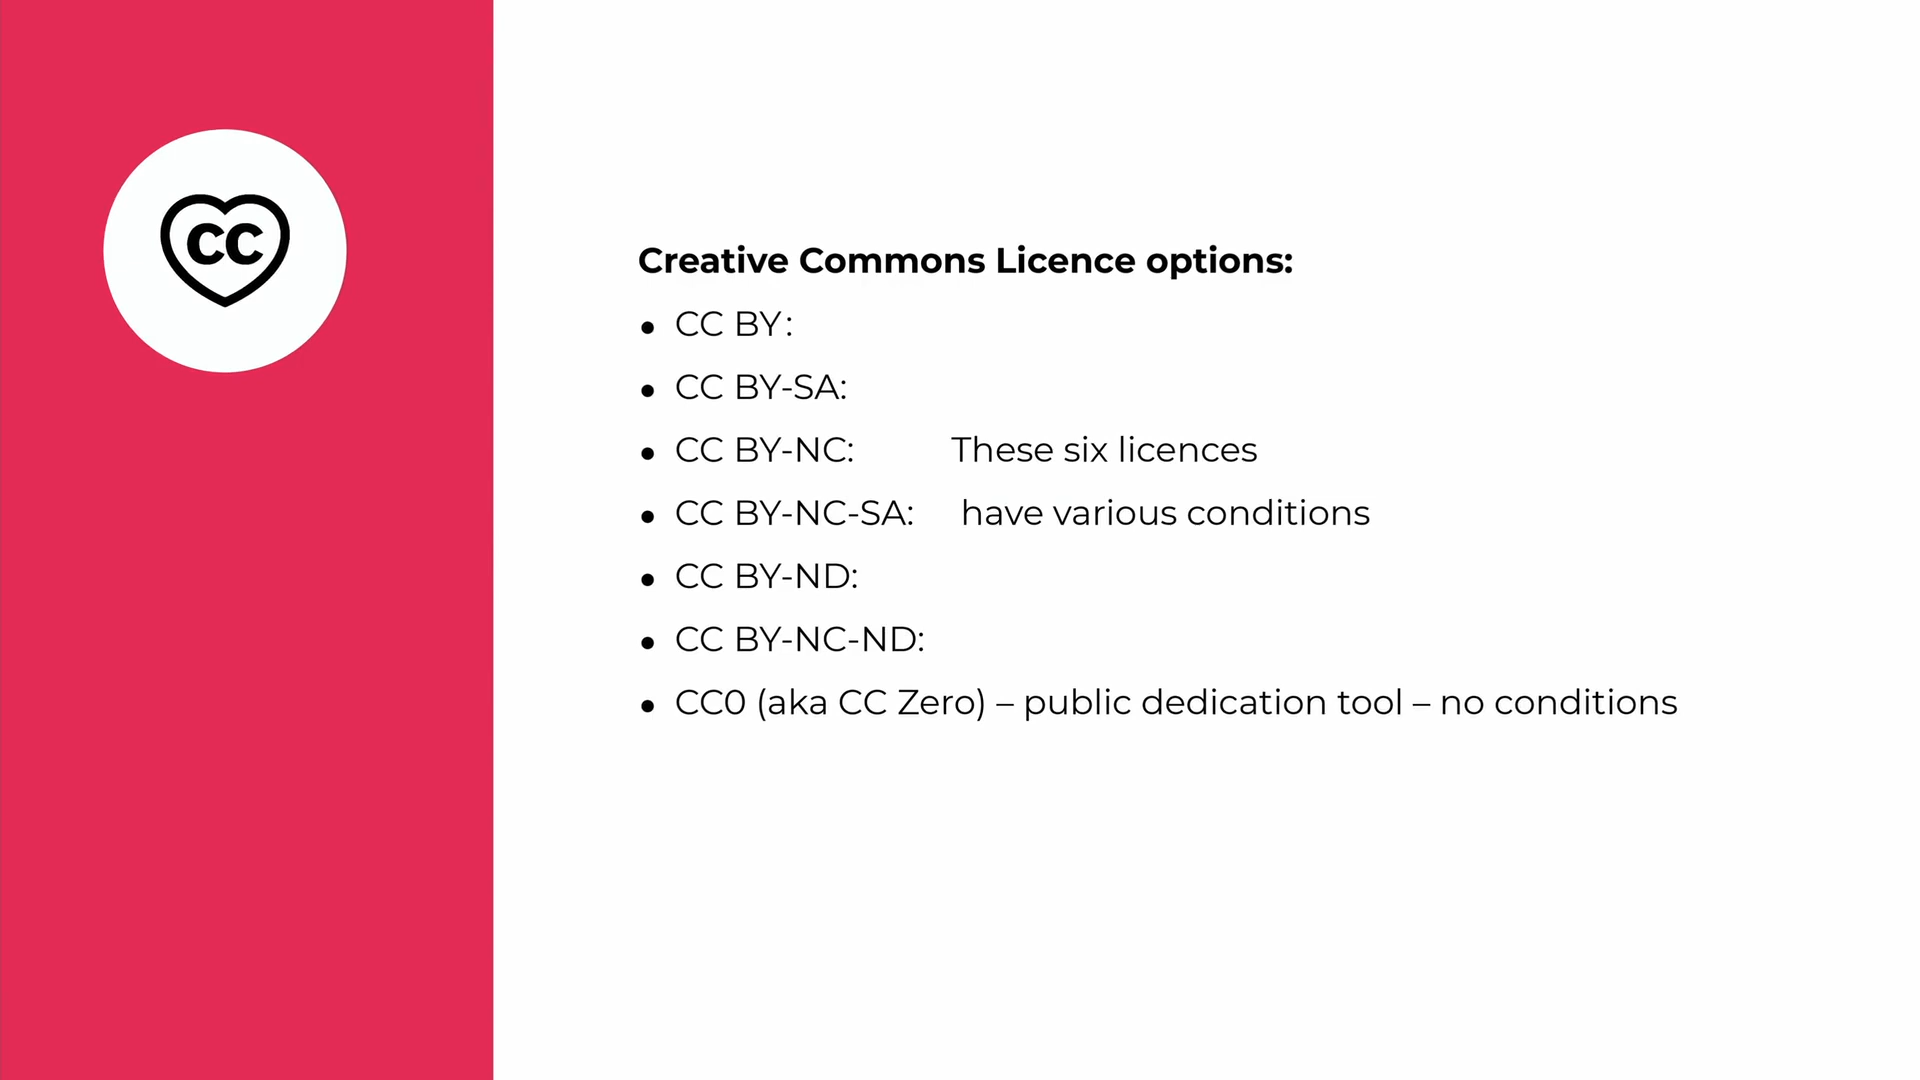 CC
Creative Commons Licence options:
• CC BY:
• CC BY-SA:
• CC BY-NC: These six licences
• CC BY-NC-SA: have various conditions
• CC BY-ND:
• CC BY-NC-ND:
• CC0 (aka CC Zero) – public dedication tool – no conditions